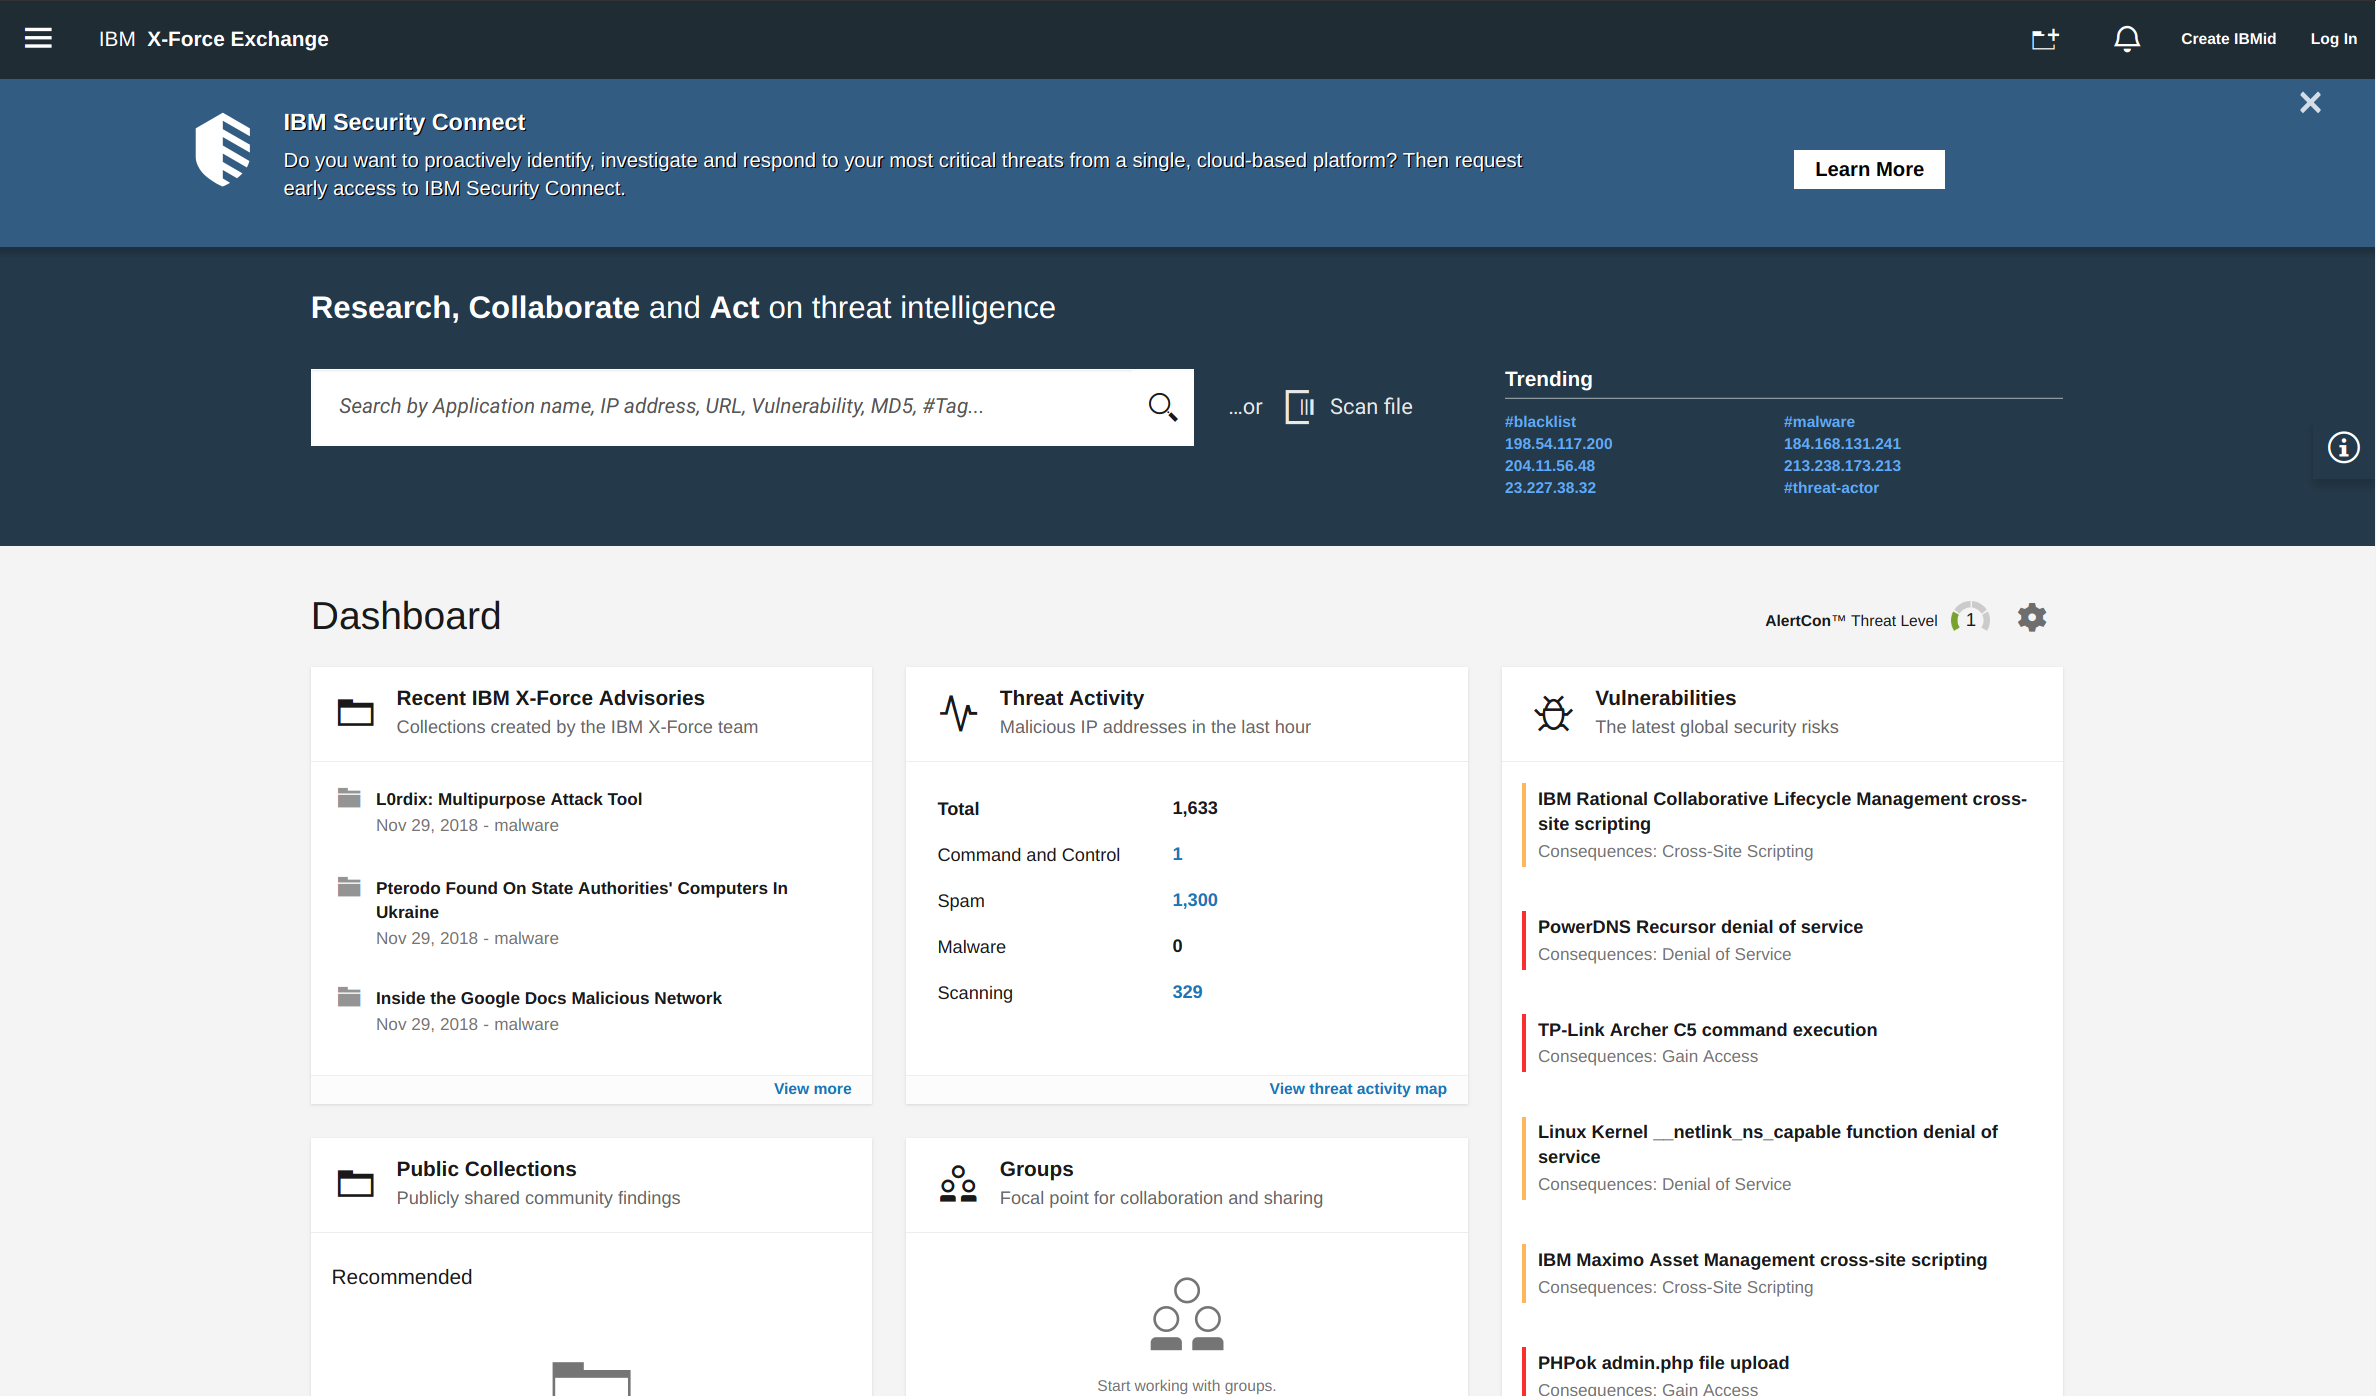 IBM X-Force Exchange
Create IBMid
Log In
IBM Security Connect
Do you want to proactively identify, investigate and respond to your most critical threats from a single, cloud-based platform? Then request
early access to IBM Security Connect.
Learn More
Research, Collaborate and Act on threat intelligence
Search by Application name, IP address, URL, Vulnerability, MD5, #Tag...
...or
Scan file
Trending
#blacklist
#malware
198.54.117.200
184.168.131.241
204.11.56.48
213.238.173.213
23.227.38.32
#threat-actor
Dashboard
AlertCon™ Threat Level
1
Recent IBM X-Force Advisories
Collections created by the IBM X-Force team
L0rdix: Multipurpose Attack Tool
Nov 29, 2018 - malware
Pterodo Found On State Authorities' Computers In
Ukraine
Nov 29, 2018 - malware
Inside the Google Docs Malicious Network
Nov 29, 2018 - malware
View more
Threat Activity
Malicious IP addresses in the last hour
Total 1,633
Command and Control 1
Spam 1,300
Malware 0
Scanning 329
View threat activity map
Vulnerabilities
The latest global security risks
IBM Rational Collaborative Lifecycle Management cross-
site scripting
Consequences: Cross-Site Scripting
PowerDNS Recursor denial of service
Consequences: Denial of Service
TP-Link Archer C5 command execution
Consequences: Gain Access
Linux Kernel __netlink_ns_capable function denial of
service
Consequences: Denial of Service
IBM Maximo Asset Management cross-site scripting
Consequences: Cross-Site Scripting
PHPok admin.php file upload
Consequences: Gain Access
Public Collections
Publicly shared community findings
Recommended
Groups
Focal point for collaboration and sharing
Start working with groups.